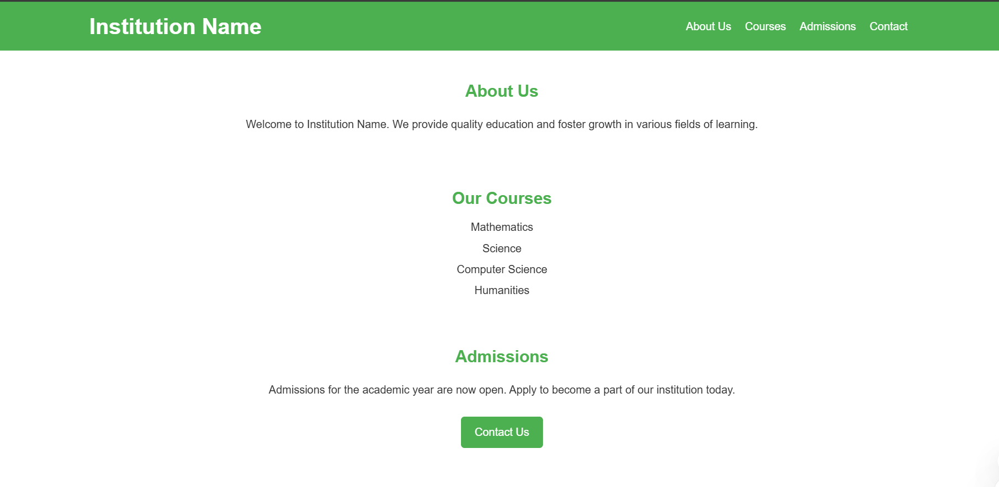 Institution Name
About Us Courses Admissions Contact
About Us
Welcome to Institution Name. We provide quality education and foster growth in various fields of learning.
Our Courses
Mathematics
Science
Computer Science
Humanities
Admissions
Admissions for the academic year are now open. Apply to become a part of our institution today.
Contact Us